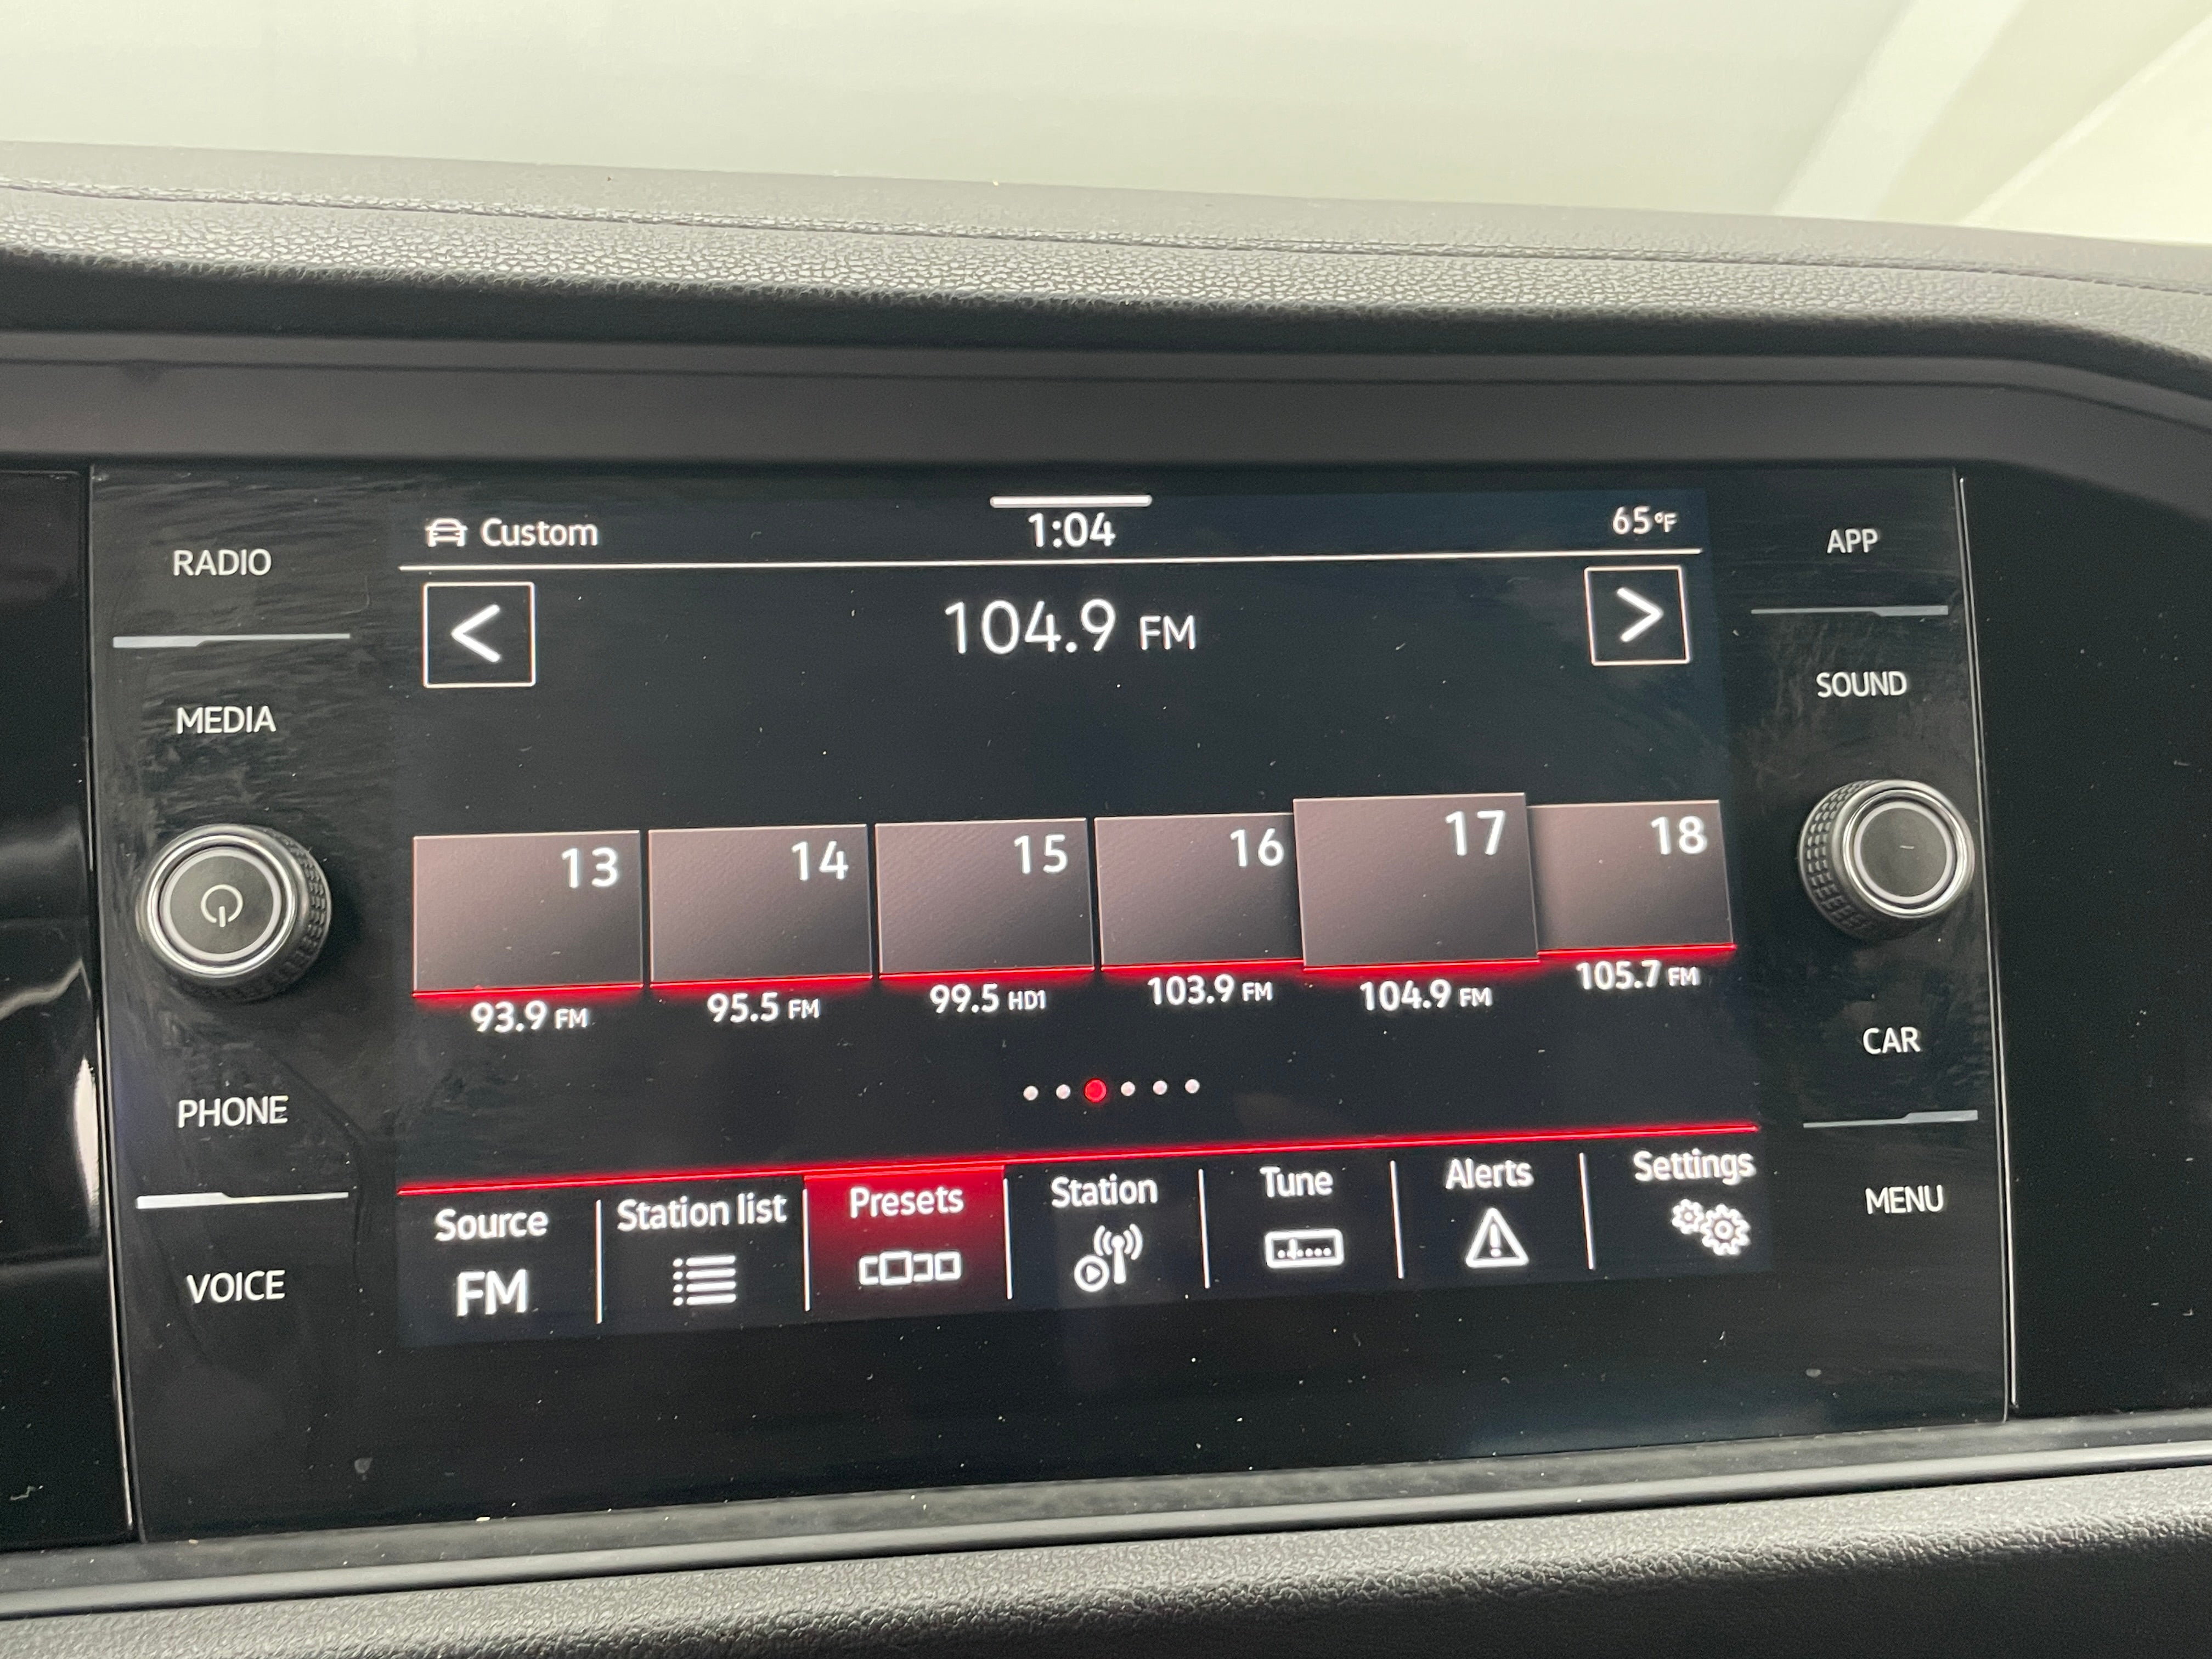 RADIO
MEDIA
PHONE
VOICE
Custom 1:04 65°F
< 104.9 FM >
13 14 15 16 17 18
93.9 FM 95.5 FM 99.5 HD1 103.9 FM 104.9 FM 105.7 FM
Source Station list Presets Station Tune Alerts Settings
FM
APP
SOUND
CAR
MENU